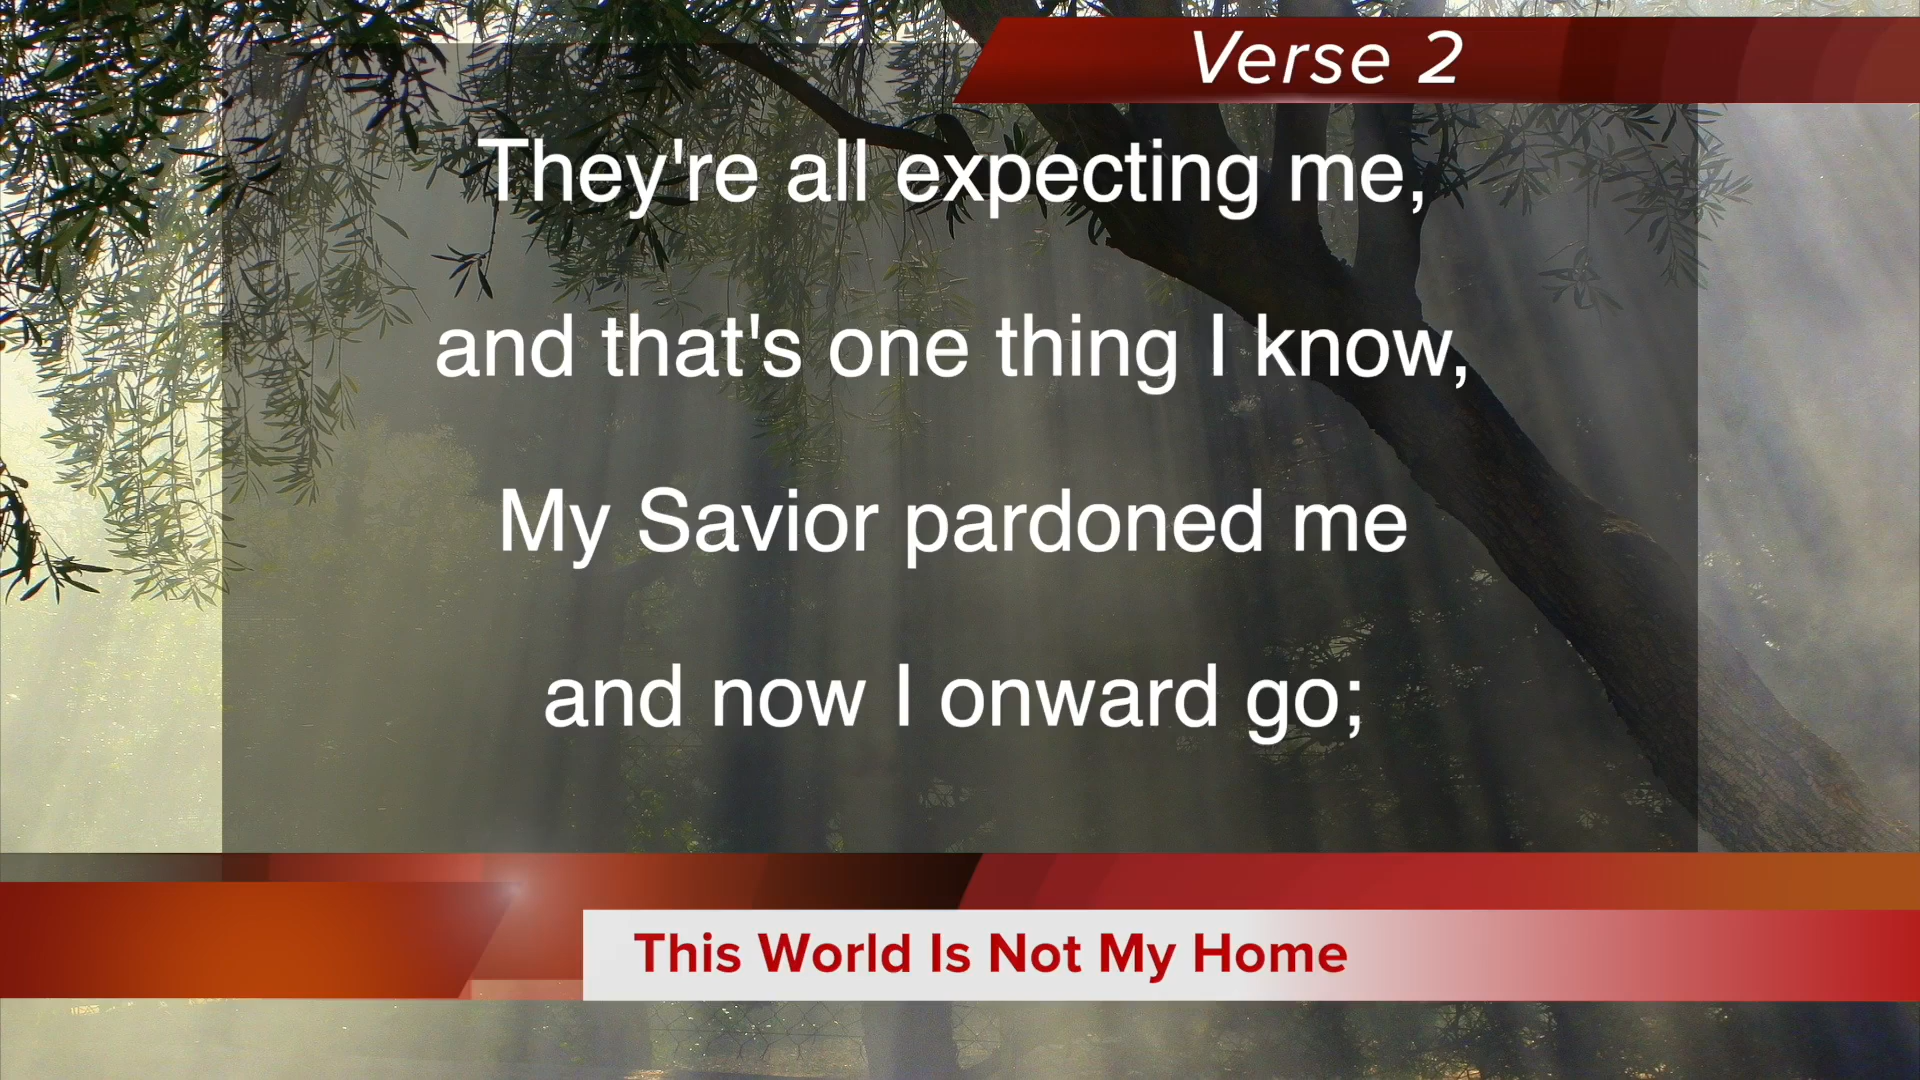 Verse 2
They're all expecting me,
and that's one thing I know,
My Savior pardoned me
and now I onward go;
This World Is Not My Home